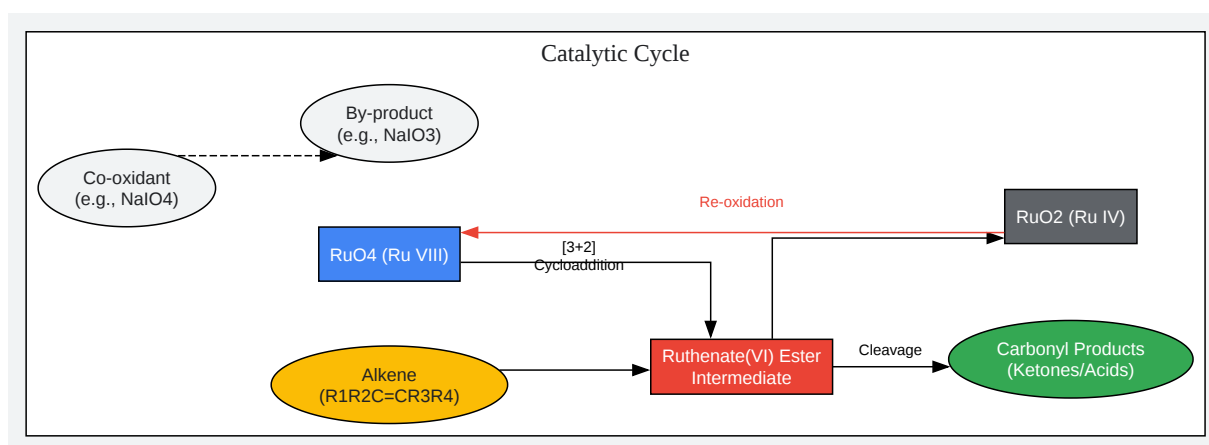 Catalytic Cycle
By-product
(e.g., NaIO3)
Co-oxidant
(e.g., NaIO4)
Re-oxidation
RuO2 (Ru IV)
RuO4 (Ru VIII)
[3+2]
Cycloaddition
Ruthenate(VI) Ester
Intermediate
Cleavage
Carbonyl Products
(Ketones/Acids)
Alkene
(R1R2C=CR3R4)